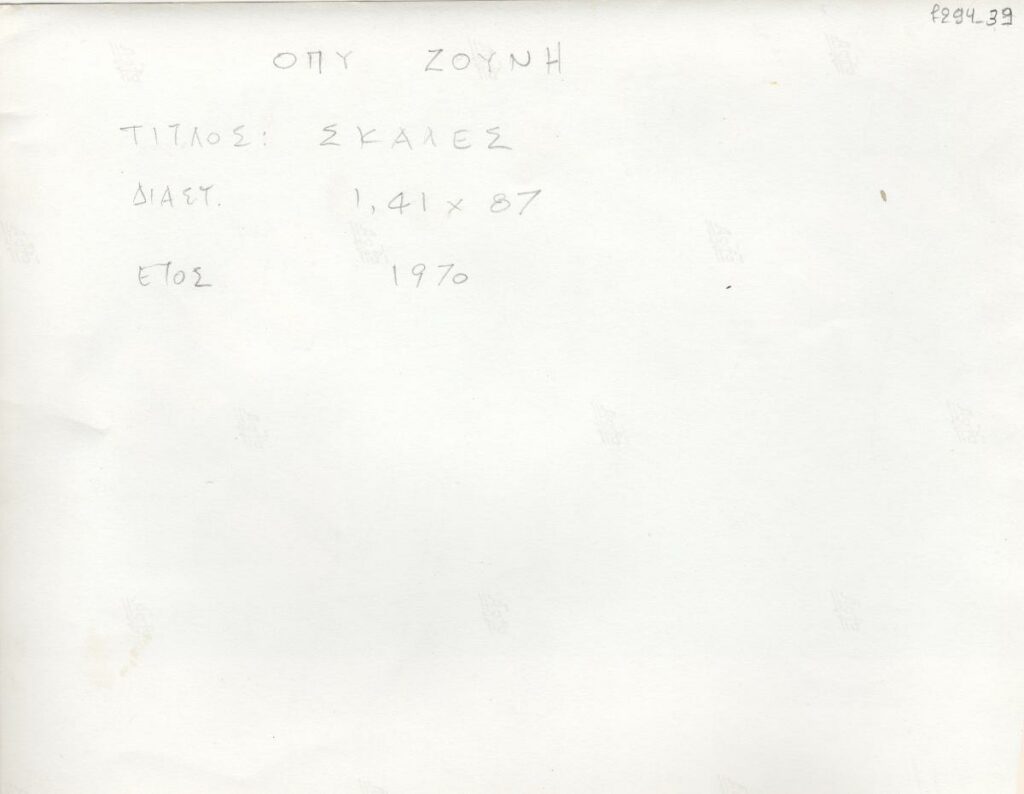 f294_39
ΟΠΥ ΖΟΥΝΗ
ΤΙΤΛΟΣ: ΣΚΑΛΕΣ
ΔΙΑΣΤ. 1,41 x 87
ΕΤΟΣ 1970